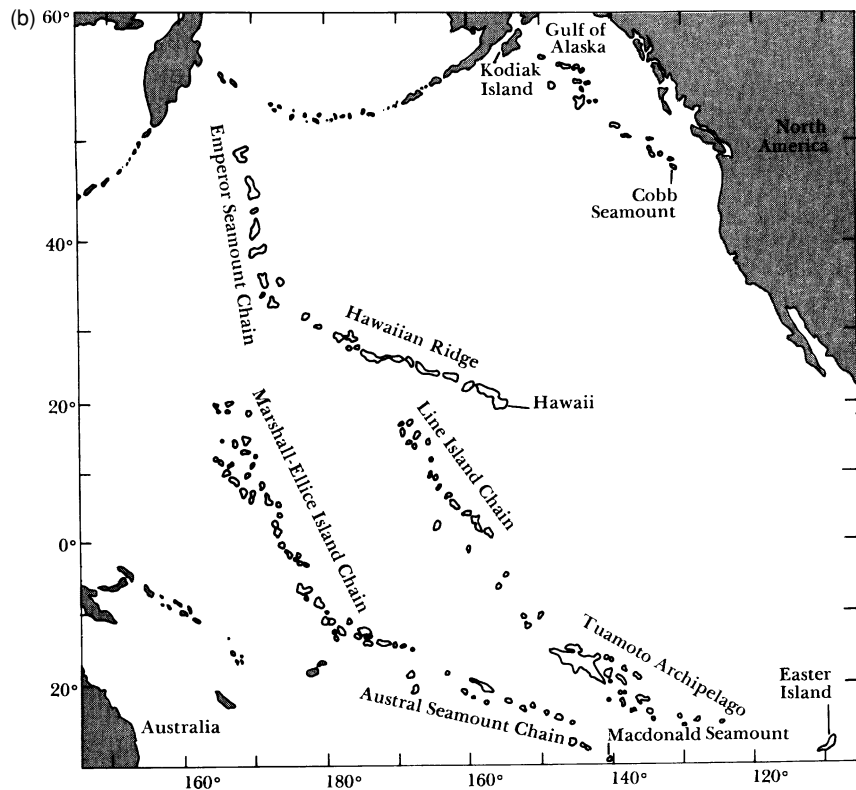 (b)
60°
Gulf of
Alaska
Kodiak
Island
North
America
Cobb
Seamount
Emperor Seamount Chain
40°
Hawaiian Ridge
Hawaii
20°
Marshall-Ellice Island Chain
Line Island Chain
0°
Tuamoto Archipelago
Easter
Island
20°
Austral Seamount Chain
Macdonald Seamount
Australia
160°
180°
160°
140°
120°